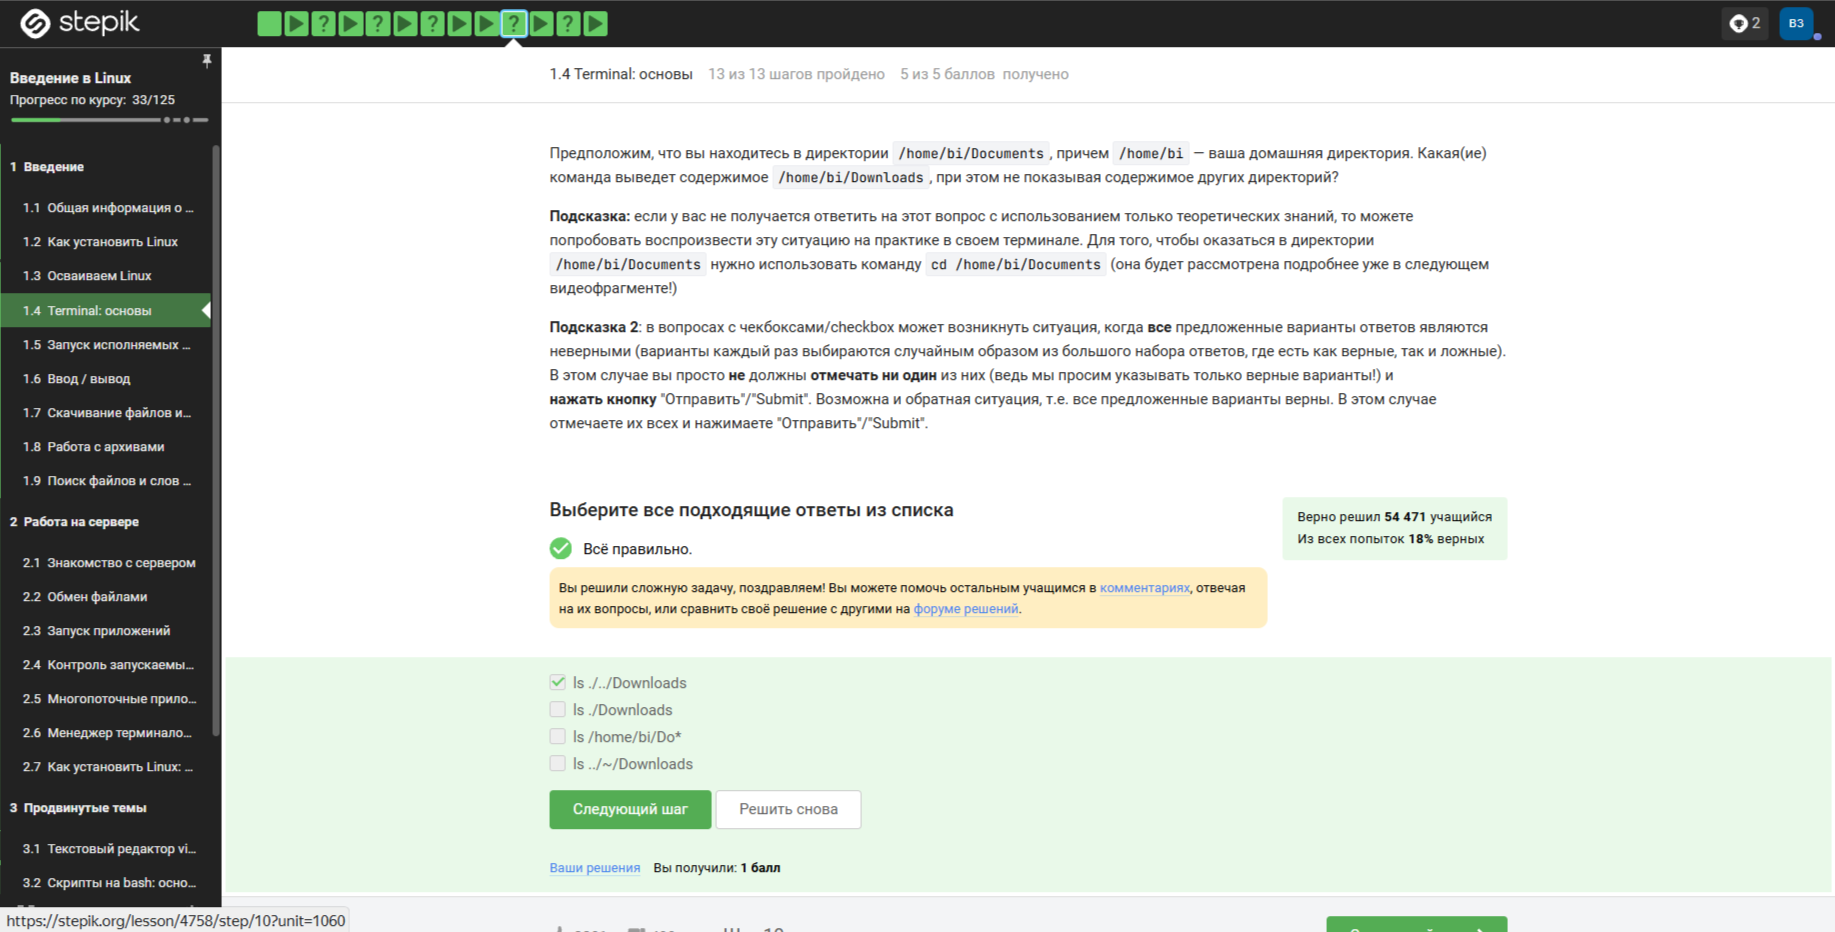 stepik
? ? ? ? ?
2
ВЗ
Введение в Linux
Прогресс по курсу: 33/125
1 Введение
1.1 Общая информация о ...
1.2 Как установить Linux
1.3 Осваиваем Linux
1.4 Terminal: основы
1.5 Запуск исполняемых ...
1.6 Ввод / вывод
1.7 Скачивание файлов и...
1.8 Работа с архивами
1.9 Поиск файлов и слов ...
2 Работа на сервере
2.1 Знакомство с сервером
2.2 Обмен файлами
2.3 Запуск приложений
2.4 Контроль запускаемы...
2.5 Многопоточные прило...
2.6 Менеджер терминало...
2.7 Как установить Linux: ...
3 Продвинутые темы
3.1 Текстовый редактор vi...
3.2 Скрипты на bash: осно...
https://stepik.org/lesson/4758/step/10?unit=1060
1.4 Terminal: основы 13 из 13 шагов пройдено 5 из 5 баллов получено
Предположим, что вы находитесь в директории /home/bi/Documents , причем /home/bi — ваша домашняя директория. Какая(ие)
команда выведет содержимое /home/bi/Downloads , при этом не показывая содержимое других директорий?
Подсказка: если у вас не получается ответить на этот вопрос с использованием только теоретических знаний, то можете
попробовать воспроизвести эту ситуацию на практике в своем терминале. Для того, чтобы оказаться в директории
/home/bi/Documents нужно использовать команду cd /home/bi/Documents (она будет рассмотрена подробнее уже в следующем
видеофрагменте!)
Подсказка 2: в вопросах с чекбоксами/checkbox может возникнуть ситуация, когда все предложенные варианты ответов являются
неверными (варианты каждый раз выбираются случайным образом из большого набора ответов, где есть как верные, так и ложные).
В этом случае вы просто не должны отмечать ни один из них (ведь мы просим указывать только верные варианты!) и
нажать кнопку "Отправить"/"Submit". Возможна и обратная ситуация, т.е. все предложенные варианты верны. В этом случае
отмечаете их всех и нажимаете "Отправить"/"Submit".
Выберите все подходящие ответы из списка
Всё правильно.
Верно решил 54 471 учащийся
Из всех попыток 18% верных
Вы решили сложную задачу, поздравляем! Вы можете помочь остальным учащимся в комментариях, отвечая
на их вопросы, или сравнить своё решение с другими на форуме решений.
ls ./../Downloads
ls ./Downloads
ls /home/bi/Do*
ls ../~/Downloads
Следующий шаг Решить снова
Ваши решения Вы получили: 1 балл